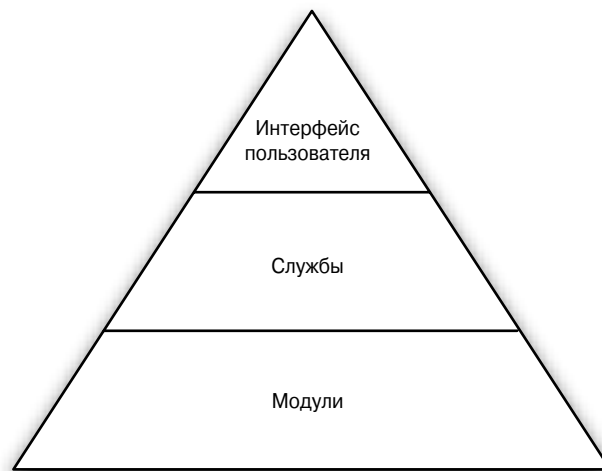 Интерфейс
пользователя
Службы
Модули